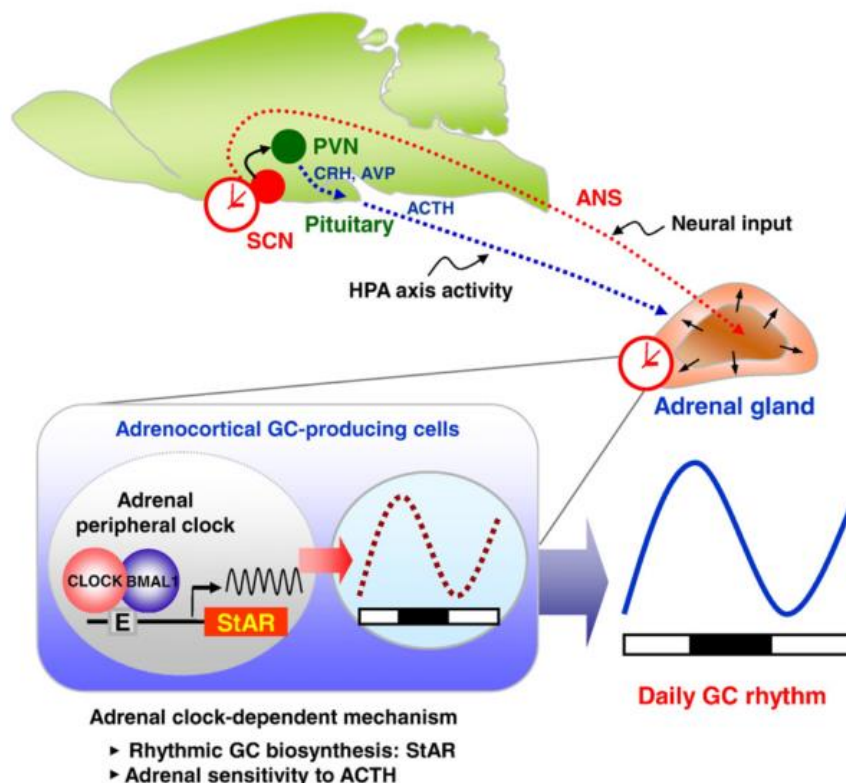 PVN
CRH, AVP
SCN
Pituitary
ACTH
ANS
Neural input
HPA axis activity
Adrenal gland
Adrenocortical GC-producing cells
Adrenal
peripheral clock
CLOCK
BMAL1
E
StAR
Daily GC rhythm
Adrenal clock-dependent mechanism
▸ Rhythmic GC biosynthesis: StAR
▸ Adrenal sensitivity to ACTH